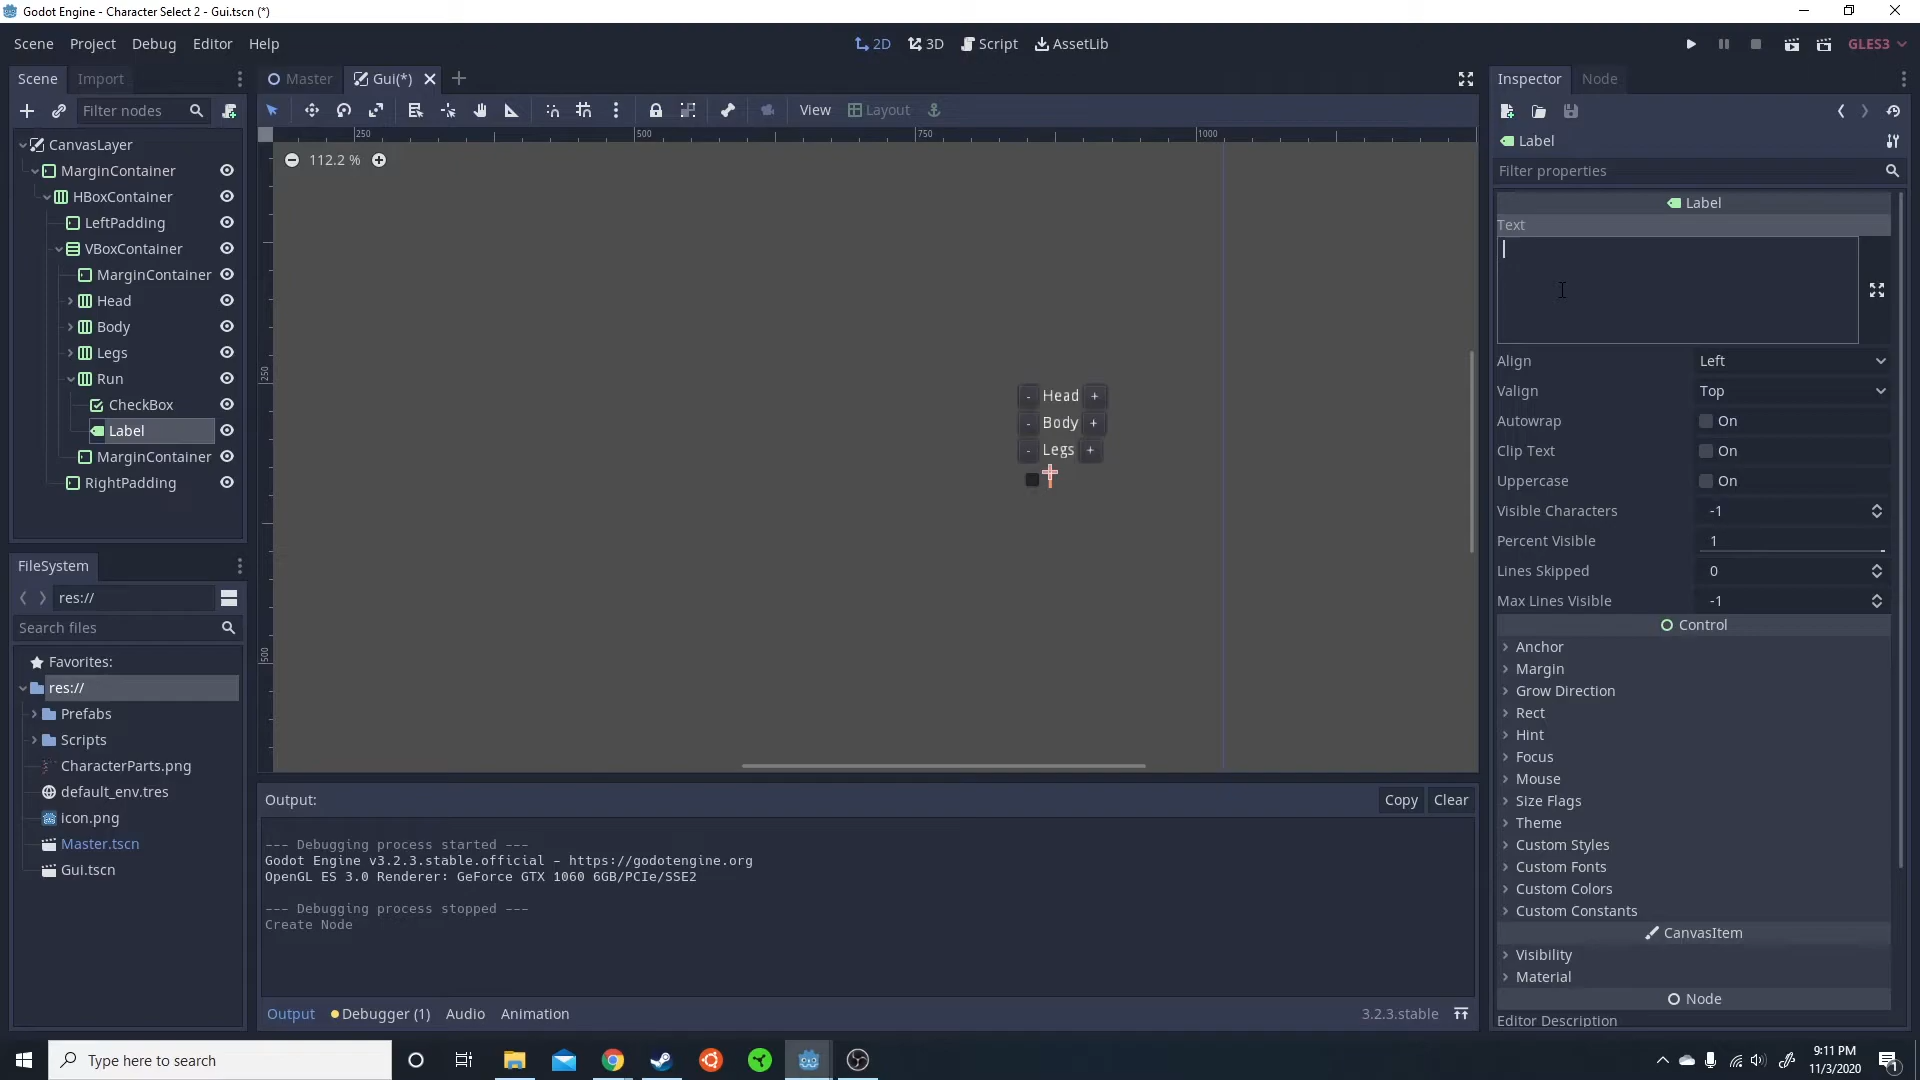 Godot Engine - Character Select 2 - Gui.tscn (*)
Scene Project Debug Editor Help
2D 3D Script AssetLib
GLES3
Scene Import
Filter nodes
CanvasLayer
MarginContainer
HBoxContainer
LeftPadding
VBoxContainer
MarginContainer
Head
Body
Legs
Run
CheckBox
Label
MarginContainer
RightPadding
FileSystem
res://
Search files
Favorites:
res://
Prefabs
Scripts
CharacterParts.png
default_env.tres
icon.png
Master.tscn
Gui.tscn
Master Gui(*)
View Layout
250 500 750 1000
112.2 %
250
500
- Head +
- Body +
- Legs +
Output:
Copy Clear
--- Debugging process started ---
Godot Engine v3.2.3.stable.official - https://godotengine.org
OpenGL ES 3.0 Renderer: GeForce GTX 1060 6GB/PCIe/SSE2
--- Debugging process stopped ---
Create Node
Output Debugger (1) Audio Animation
3.2.3.stable
Inspector Node
Label
Filter properties
Label
Text
Align Left
Valign Top
Autowrap On
Clip Text On
Uppercase On
Visible Characters -1
Percent Visible 1
Lines Skipped 0
Max Lines Visible -1
Control
Anchor
Margin
Grow Direction
Rect
Hint
Focus
Mouse
Size Flags
Theme
Custom Styles
Custom Fonts
Custom Colors
Custom Constants
CanvasItem
Visibility
Material
Node
Editor Description
Type here to search
9:11 PM
11/3/2020
1